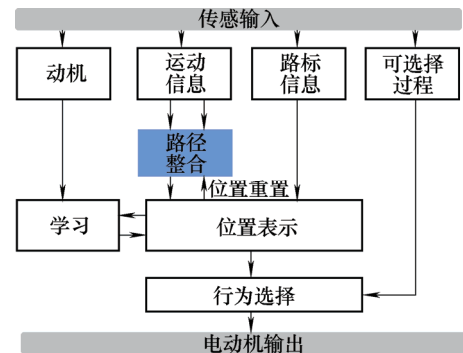 传感输入
动机
运动
信息
路标
信息
可选择
过程
路径
整合
位置重置
学习
位置表示
行为选择
电动机输出